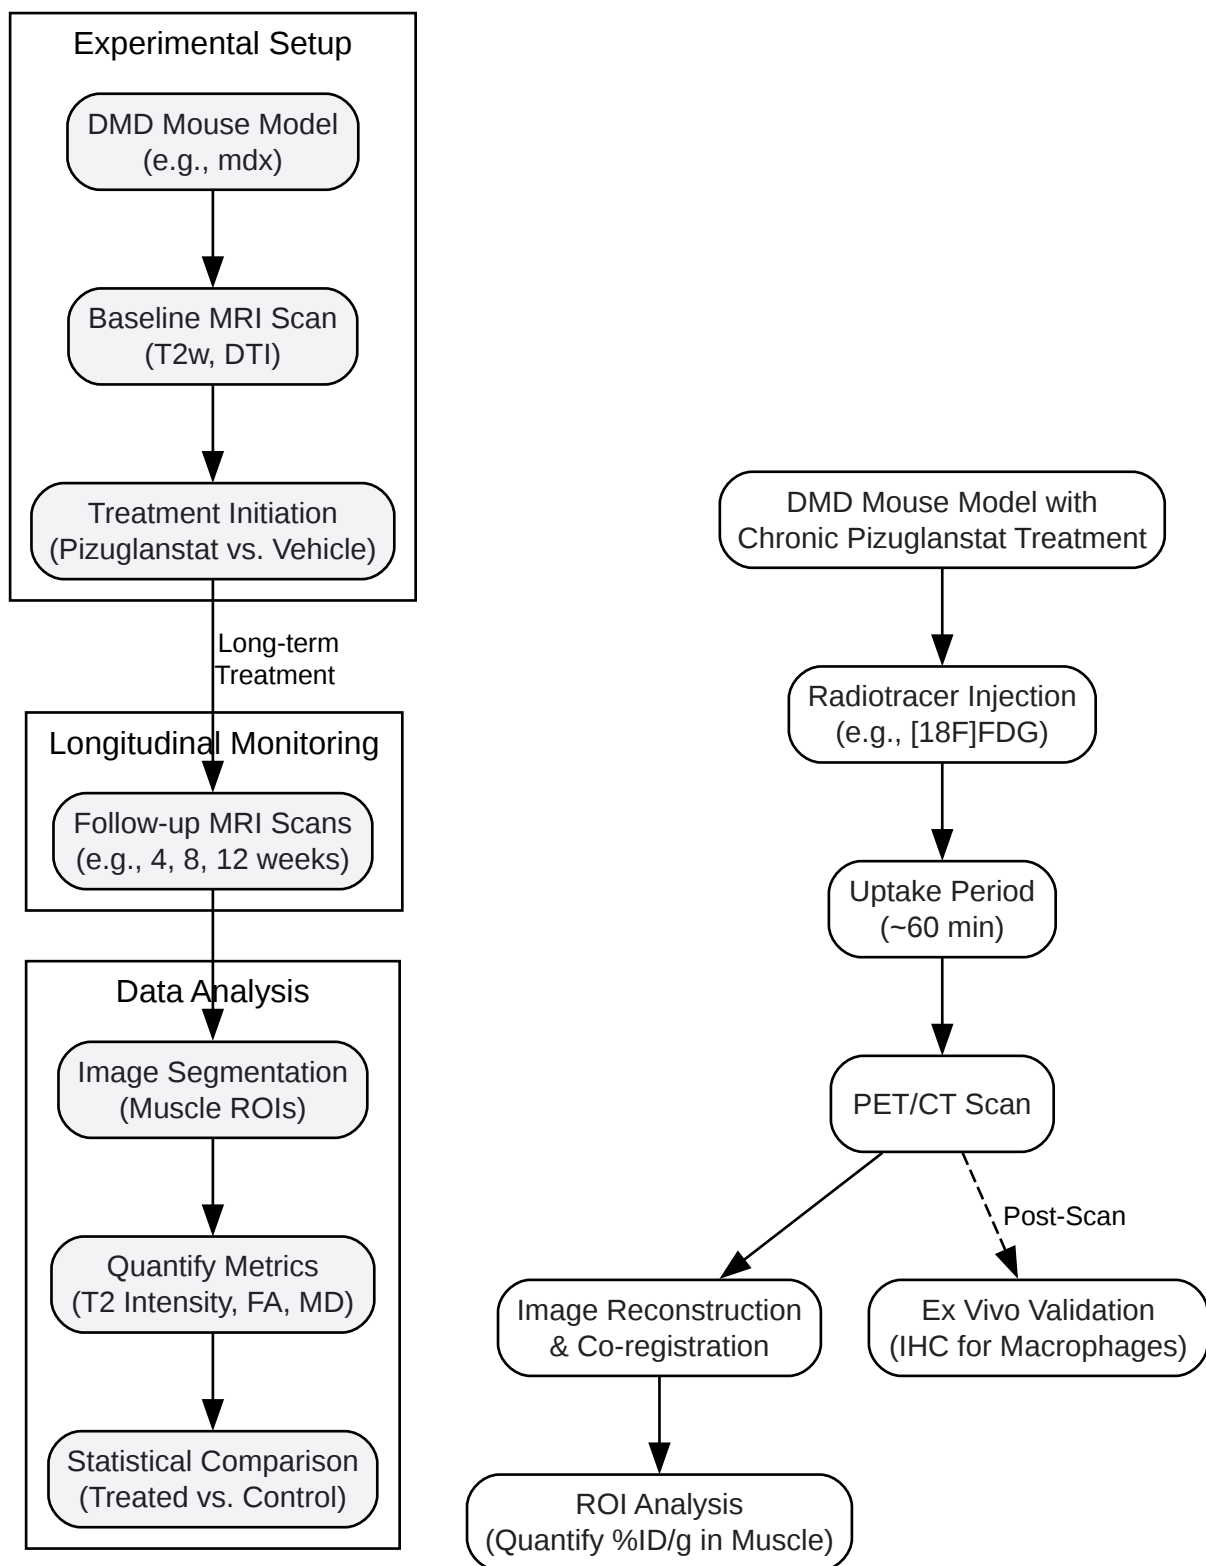 Experimental Setup
DMD Mouse Model
(e.g., mdx)
Baseline MRI Scan
(T2w, DTI)
Treatment Initiation
(Pizuglanstat vs. Vehicle)
Long-term
Treatment
Longitudinal Monitoring
Follow-up MRI Scans
(e.g., 4, 8, 12 weeks)
Data Analysis
Image Segmentation
(Muscle ROIs)
Quantify Metrics
(T2 Intensity, FA, MD)
Statistical Comparison
(Treated vs. Control)
DMD Mouse Model with
Chronic Pizuglanstat Treatment
Radiotracer Injection
(e.g., [18F]FDG)
Uptake Period
(~60 min)
PET/CT Scan
Post-Scan
Image Reconstruction
& Co-registration
Ex Vivo Validation
(IHC for Macrophages)
ROI Analysis
(Quantify %ID/g in Muscle)